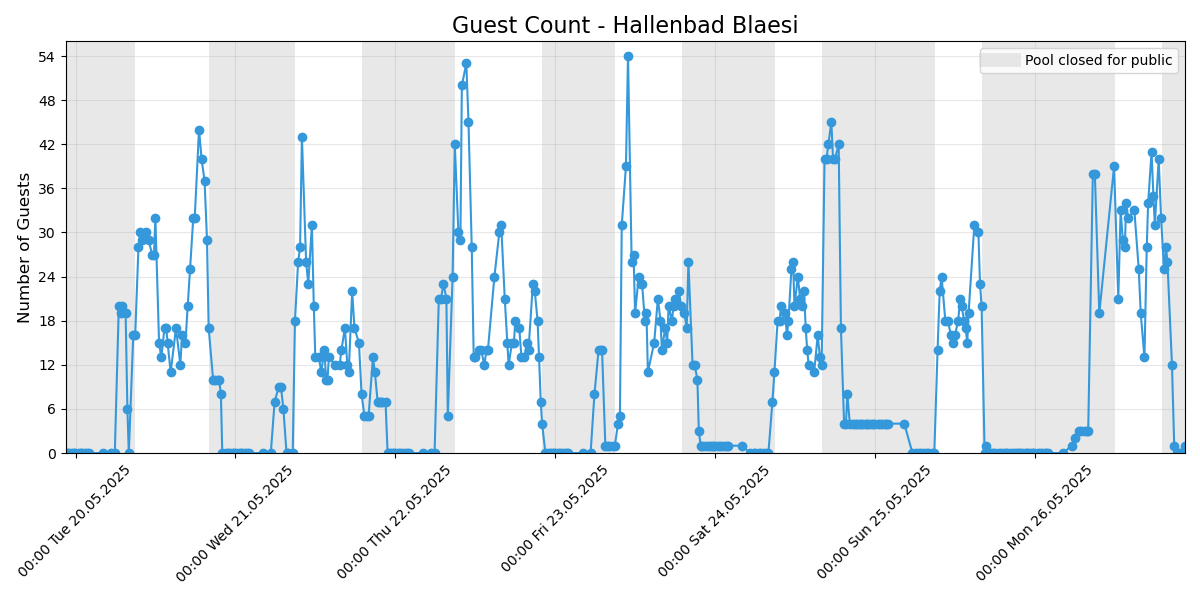 Guest Count - Hallenbad Blaesi
Pool closed for public
Number of Guests
54
48
42
36
30
24
18
12
6
0
00:00 Tue 20.05.2025
00:00 Wed 21.05.2025
00:00 Thu 22.05.2025
00:00 Fri 23.05.2025
00:00 Sat 24.05.2025
00:00 Sun 25.05.2025
00:00 Mon 26.05.2025